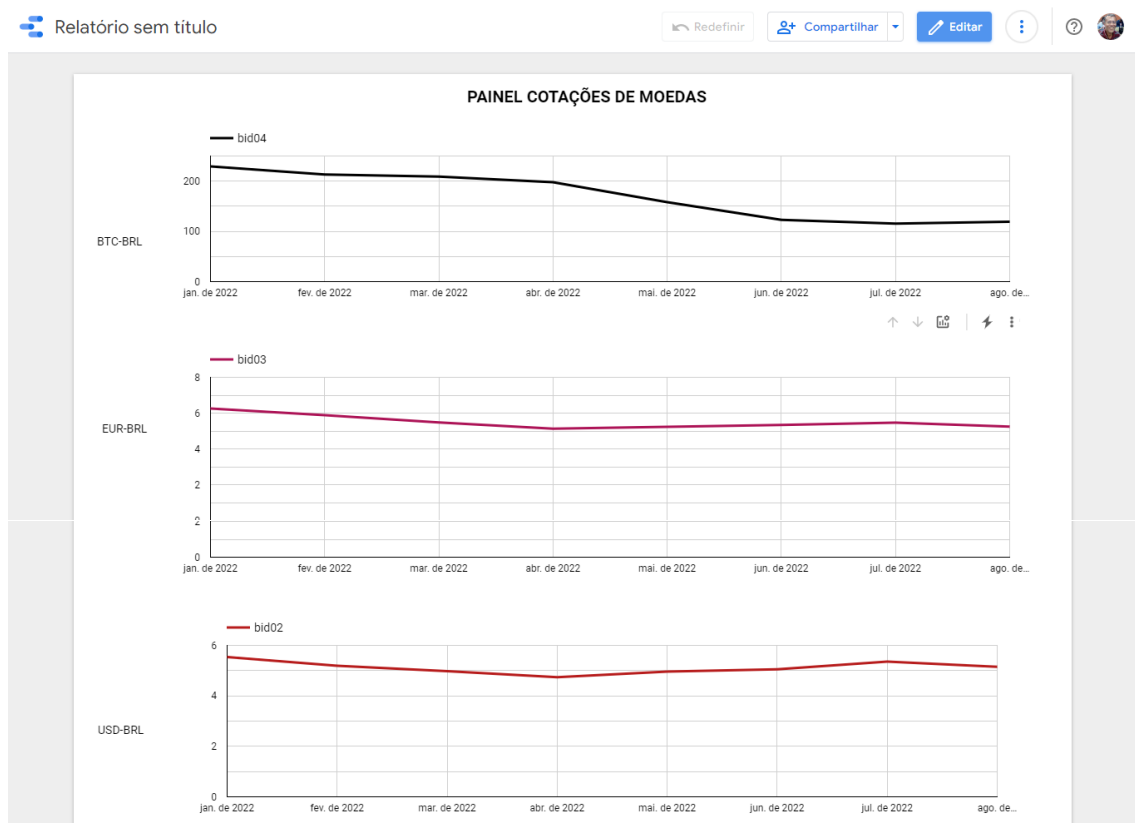 Relatório sem título
Redefinir
Compartilhar
Editar
PAINEL COTAÇÕES DE MOEDAS
bid04
200
100
0
BTC-BRL
jan. de 2022 fev. de 2022 mar. de 2022 abr. de 2022 mai. de 2022 jun. de 2022 jul. de 2022 ago. de...
bid03
8
6
4
2
2
0
EUR-BRL
jan. de 2022 fev. de 2022 mar. de 2022 abr. de 2022 mai. de 2022 jun. de 2022 jul. de 2022 ago. de...
bid02
6
4
2
0
USD-BRL
jan. de 2022 fev. de 2022 mar. de 2022 abr. de 2022 mai. de 2022 jun. de 2022 jul. de 2022 ago. de...